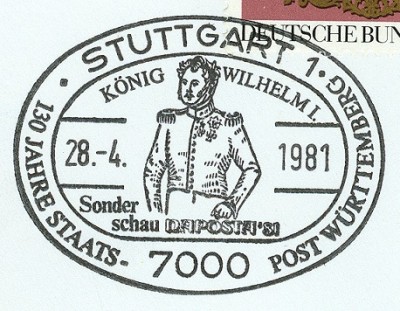 DEUTSCHE BUN
· STUTTGART 1 ·
KÖNIG WILHELM I.
28.-4. 1981
Sonder
schau NAPOSTA '81
130 JAHRE STAATS-
POST WÜRTTEMBERG
7000